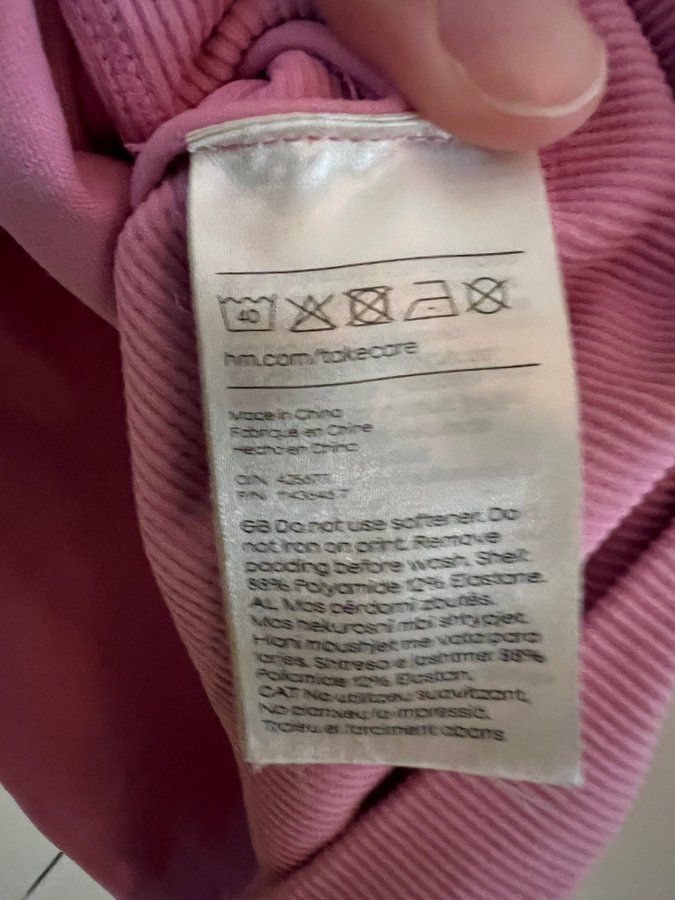 40
hm.com/takecare
Made in China
Fabriqué en Chine
Hecho en China
O/N
P/N
GB Do not use softener. Do
not iron on print. Remove
padding before wash. Shell:
88% Polyamide 12% Elastane.
AL Mos përdorni zbutës.
Mos hekurosni mbi shtypjet.
Hiqni mbushjet me vatë para
larjes. Shtresa e jashtme: 88%
Poliamide 12% Elastan.
CAT No utilitzeu suavitzant.
No planxeu la impressió.
Traieu el farciment abans